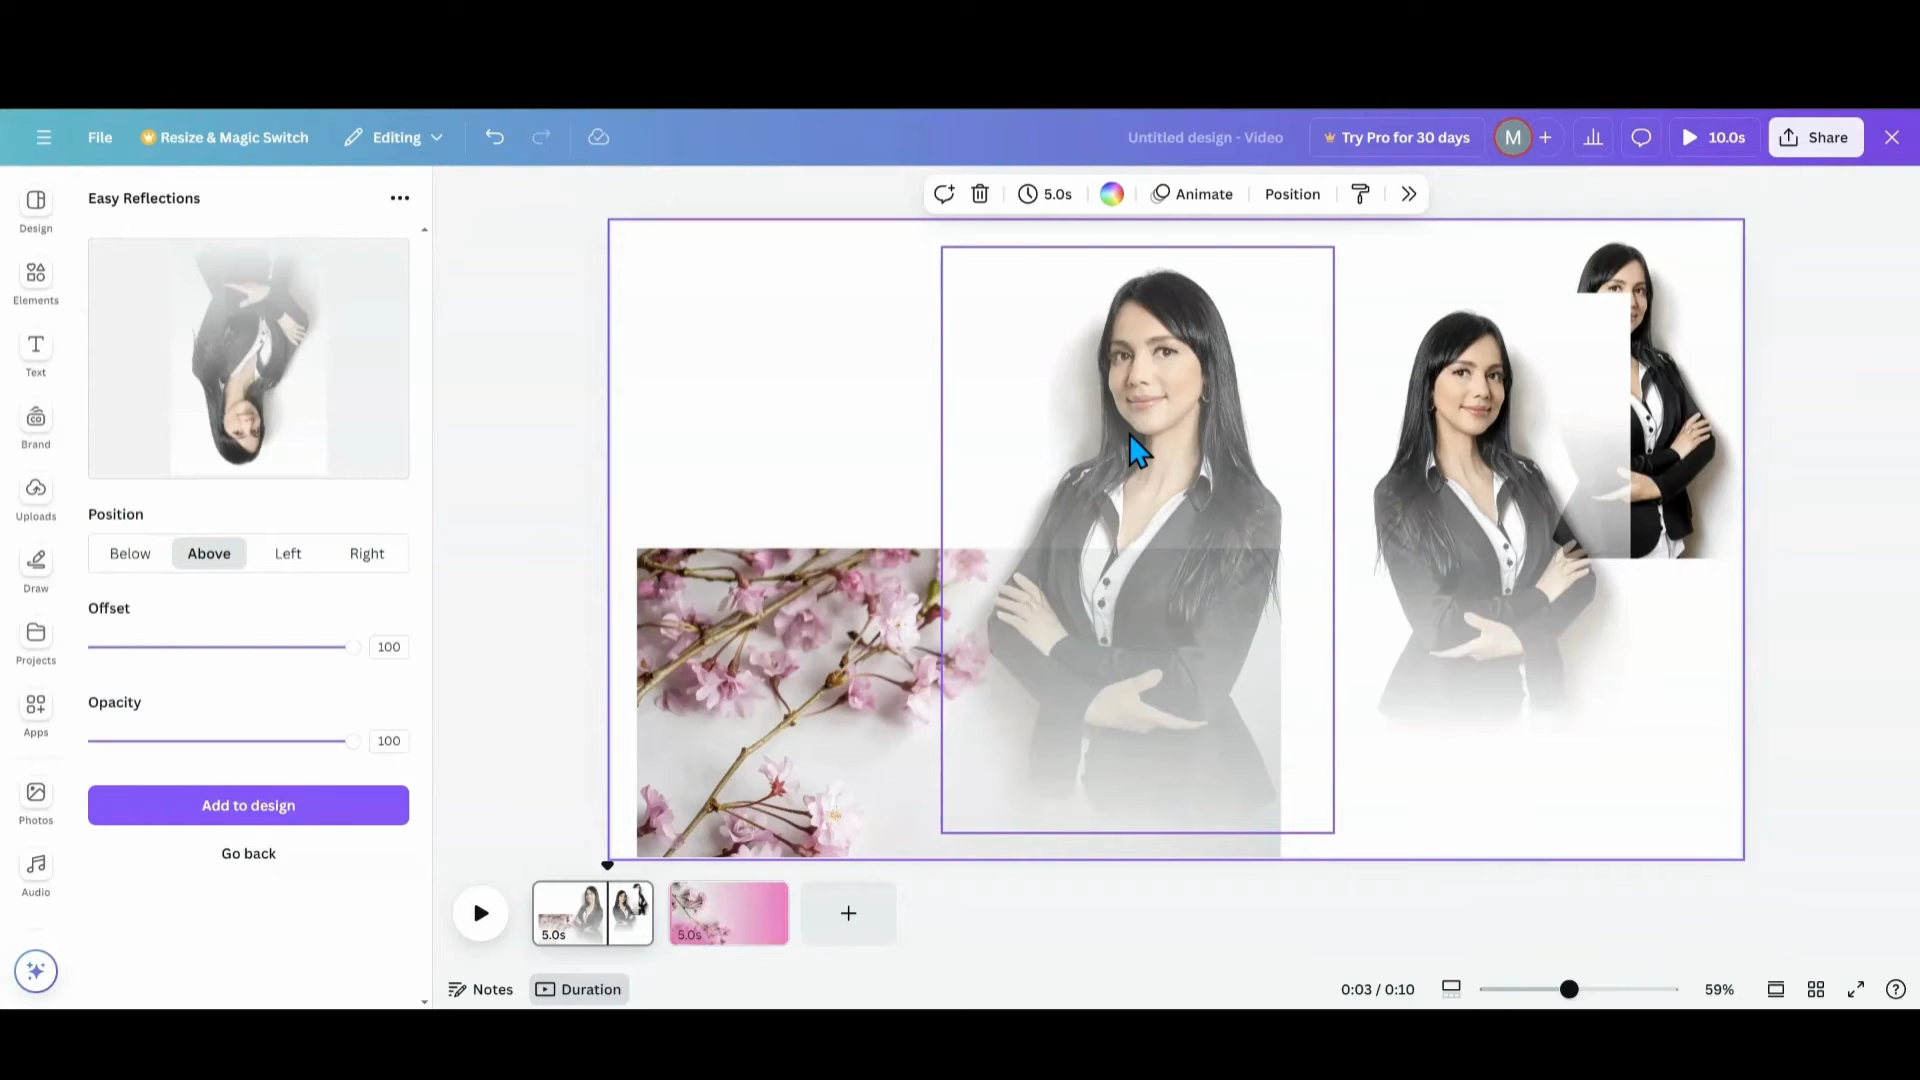 File
Resize & Magic Switch
Editing
Untitled design - Video
Try Pro for 30 days
M
10.0s
Share
Easy Reflections
5.0s
Animate
Position
Design
Elements
Text
Brand
Uploads
Draw
Projects
Apps
Photos
Audio
Position
Below
Above
Left
Right
Offset
100
Opacity
100
Add to design
Go back
5.0s
5.0s
Notes
Duration
0:03 / 0:10
59%